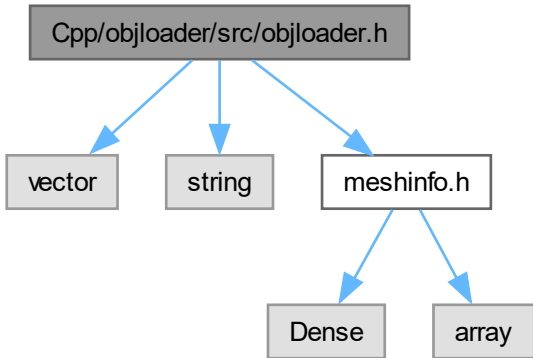 Cpp/objloader/src/objloader.h
vector
string
meshinfo.h
Dense
array